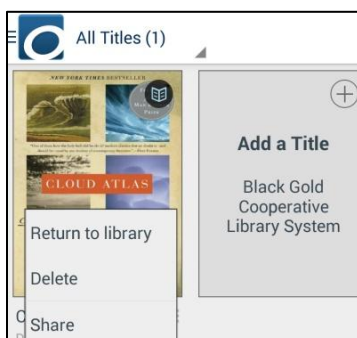 All Titles (1)
NEW YORK TIMES BESTSELLER
CLOUD ATLAS
Return to library
Delete
Share
Add a Title
Black Gold
Cooperative
Library System